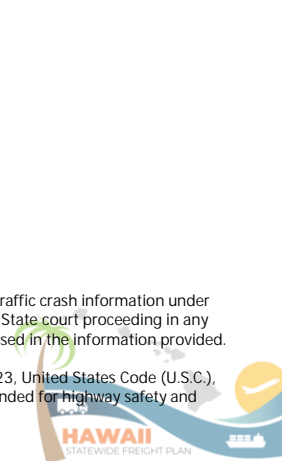 raffic crash information under
State court proceeding in any
sed in the information provided.
23, United States Code (U.S.C.),
nded for highway safety and
HAWAII
STATEWIDE FREIGHT PLAN